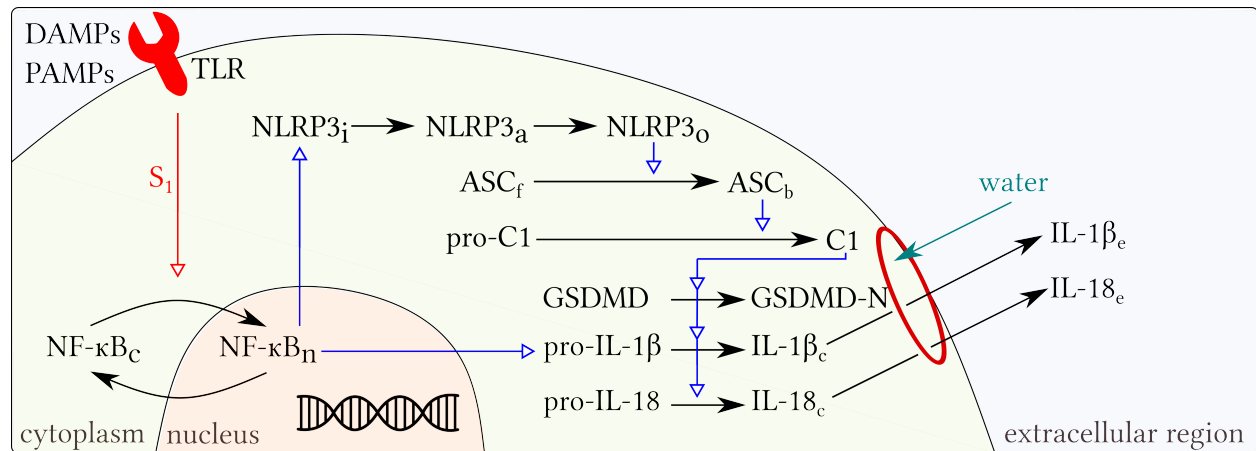 DAMPs
PAMPs
TLR
NLRP3i NLRP3a NLRP3o
S1
ASCf ASCb
water
pro-C1 C1
IL-1βe
GSDMD GSDMD-N
IL-18e
NF-κBc NF-κBn pro-IL-1β IL-1βc
pro-IL-18 IL-18c
cytoplasm nucleus extracellular region